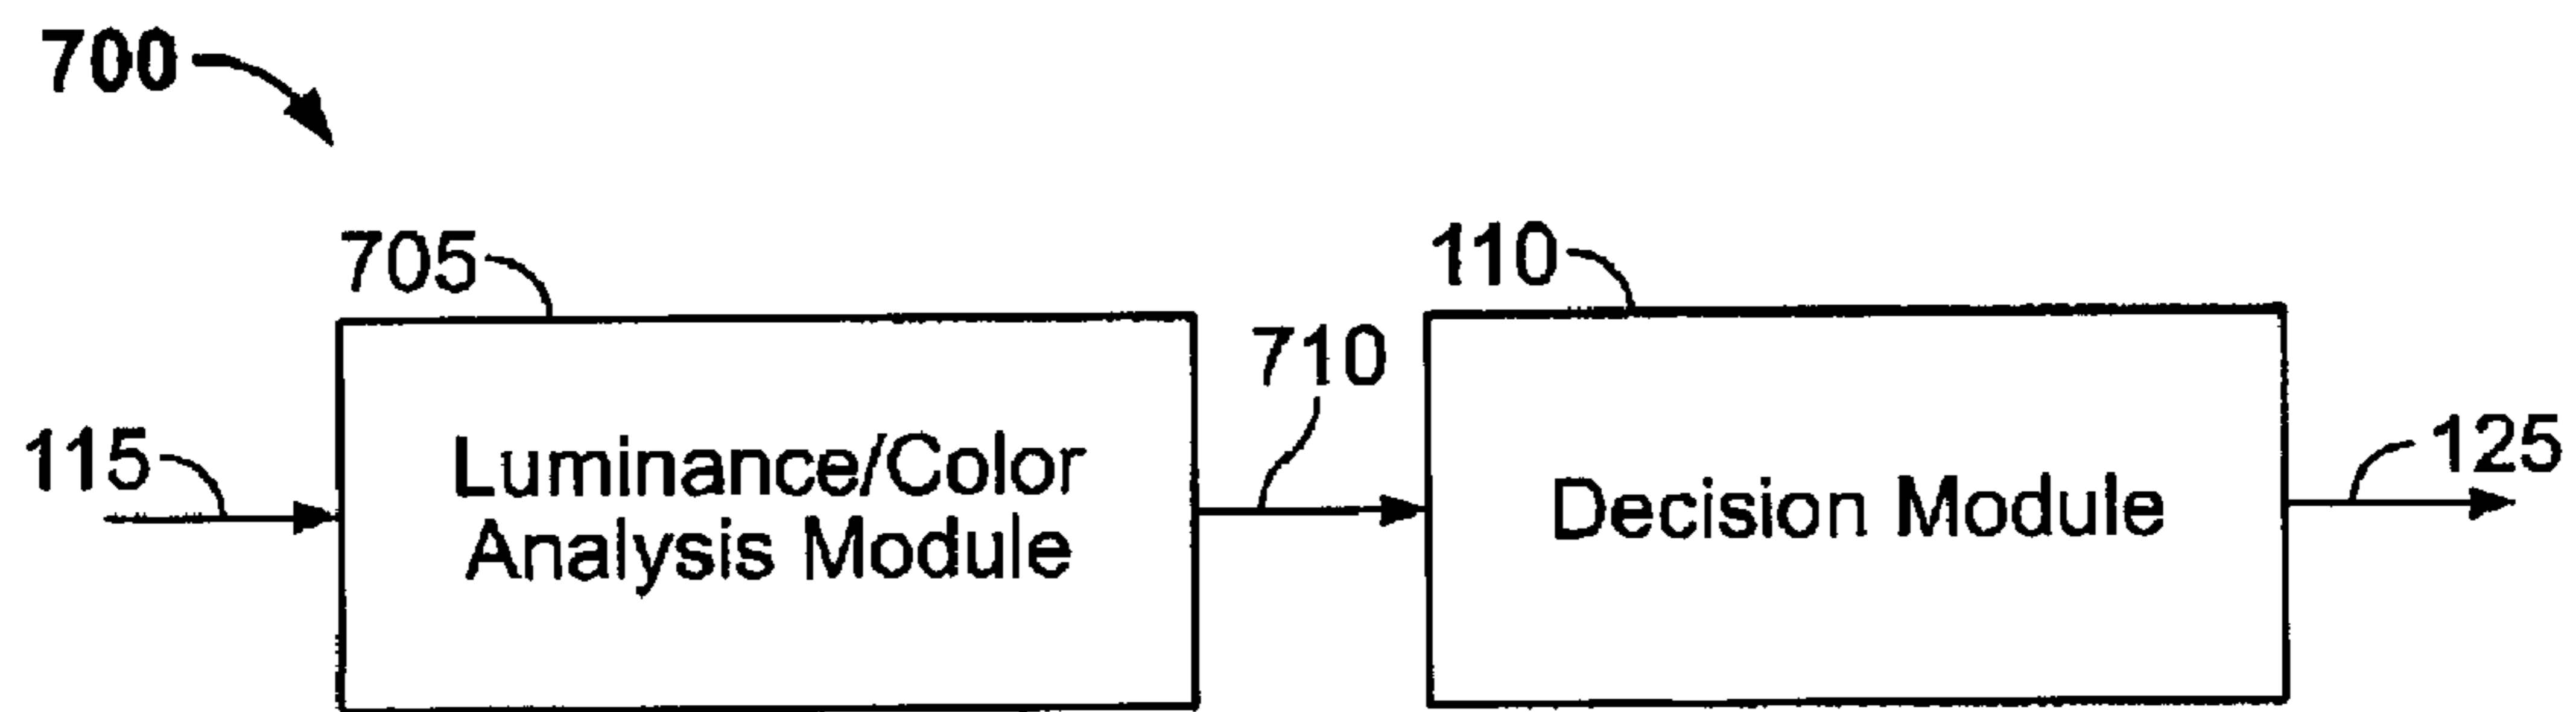 700
705
110
710
115
125
Luminance/Color
Analysis Module
Decision Module